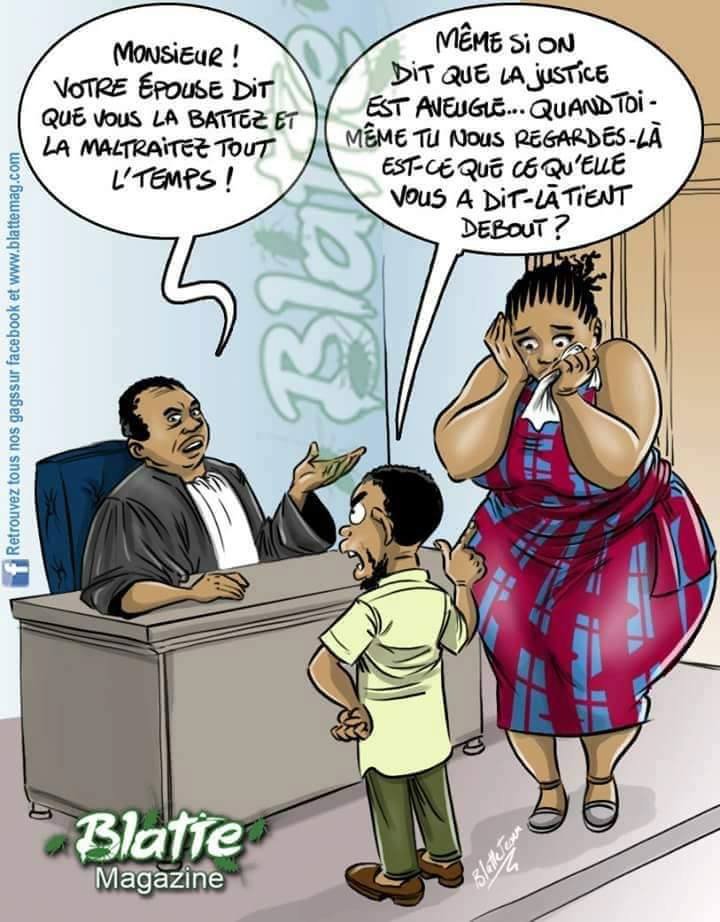 MONSIEUR !
VOTRE ÉPOUSE DIT
QUE VOUS LA BATTEZ ET
LA MALTRAITEZ TOUT
L'TEMPS !
MÊME SI ON
DIT QUE LA JUSTICE
EST AVEUGLE... QUAND TOI-
MÊME TU NOUS REGARDES-LÀ
EST-CE QUE CE QU'ELLE
VOUS A DIT-LÀ TIENT
DEBOUT ?
Retrouvez tous nos gagssur facebook et www.blattemag.com
f
Blatte
Blatte
Magazine